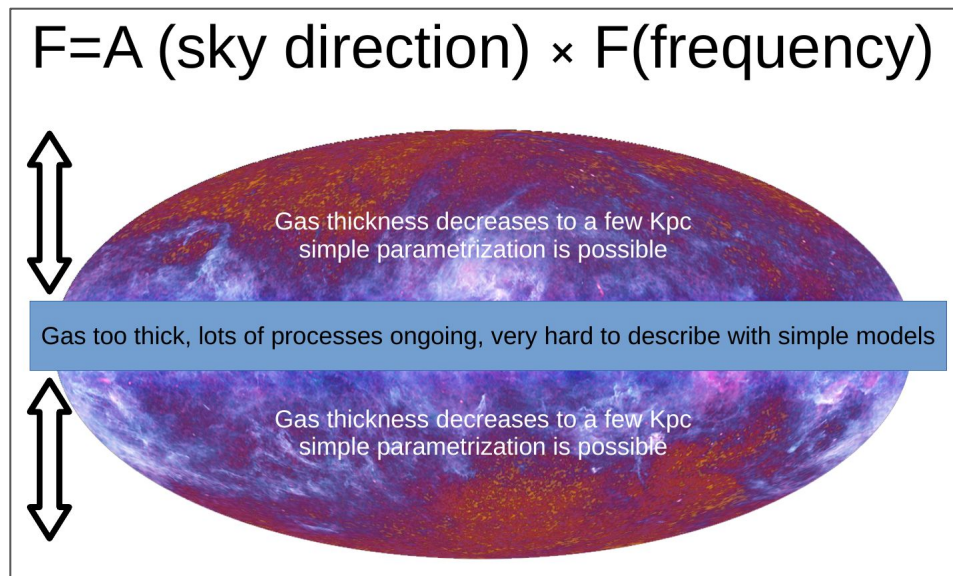 F=A (sky direction) × F(frequency)
Gas thickness decreases to a few Kpc
simple parametrization is possible
Gas too thick, lots of processes ongoing, very hard to describe with simple models
Gas thickness decreases to a few Kpc
simple parametrization is possible